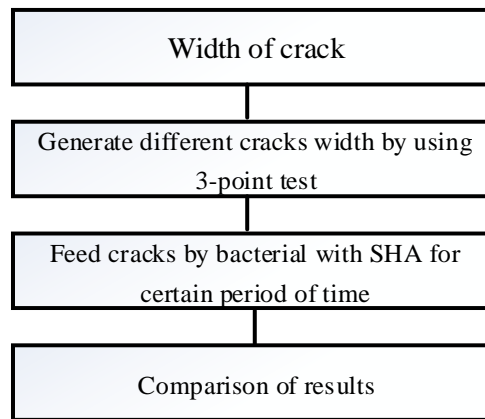 Width of crack
Generate different cracks width by using
3-point test
Feed cracks by bacterial with SHA for
certain period of time
Comparison of results